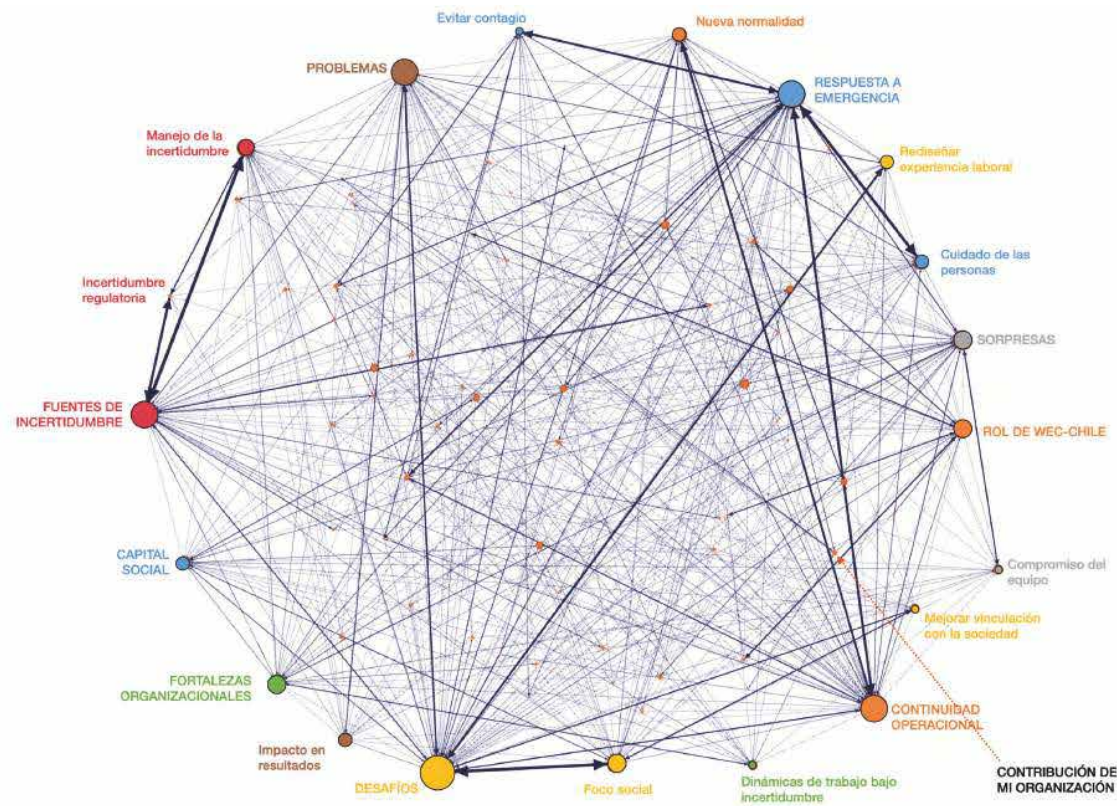 Evitar contagio
Nueva normalidad
PROBLEMAS
RESPUESTA A
EMERGENCIA
Manejo de la
incertidumbre
Rediseñar
experiencia laboral
Cuidado de las
personas
Incertidumbre
regulatoria
SORPRESAS
FUENTES DE
INCERTIDUMBRE
ROL DE WEC-CHILE
CAPITAL
SOCIAL
Compromiso del
equipo
Mejorar vinculación
con la sociedad
FORTALEZAS
ORGANIZACIONALES
CONTINUIDAD
OPERACIONAL
Impacto en
resultados
DESAFÍOS
Foco social
Dinámicas de trabajo bajo
incertidumbre
CONTRIBUCIÓN DE
MI ORGANIZACIÓN